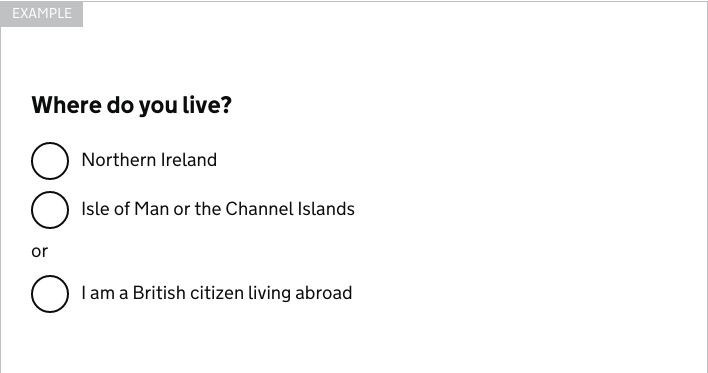 EXAMPLE
Where do you live?
Northern Ireland
Isle of Man or the Channel Islands
or
I am a British citizen living abroad